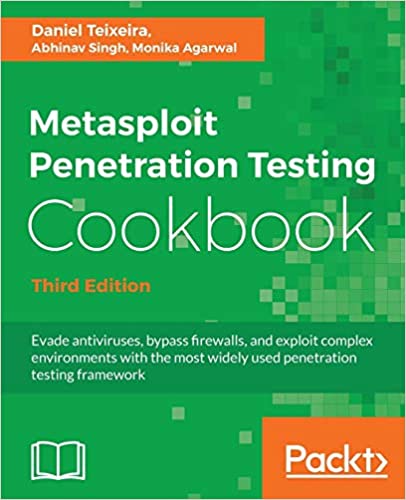 Daniel Teixeira,
Abhinav Singh, Monika Agarwal
Metasploit
Penetration Testing
Cookbook
Third Edition
Evade antiviruses, bypass firewalls, and exploit complex
environments with the most widely used penetration
testing framework
Packt>